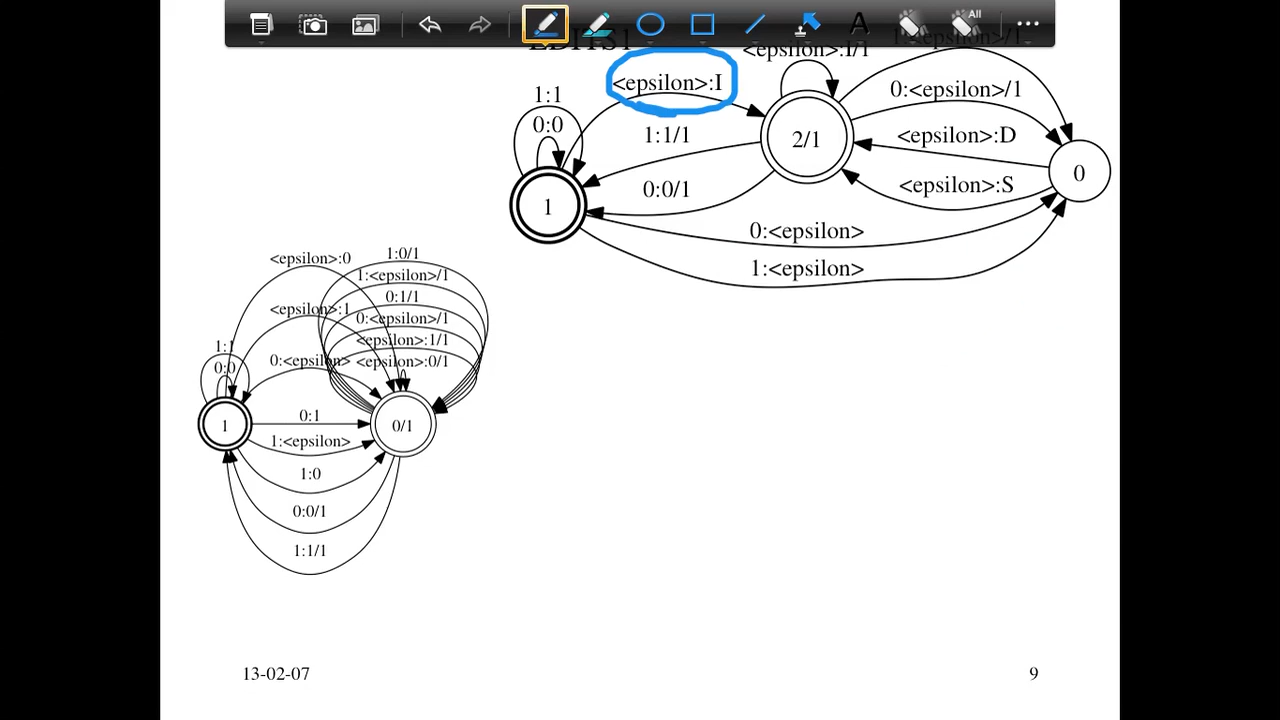 All
A
<epsilon>:I/1
<epsilon>:I
0:<epsilon>/1
1:1
0:0
1:1/1
2/1
<epsilon>:D
0
<epsilon>:S
0:0/1
1
0:<epsilon>
1:<epsilon>
<epsilon>:0
1:0/1
1:<epsilon>/1
0:1/1
<epsilon>:1
0:<epsilon>/1
<epsilon>:1/1
1:1
0:<epsilon>
<epsilon>:0/1
0:0
0:1
1
0/1
1:<epsilon>
1:0
0:0/1
1:1/1
13-02-07
9